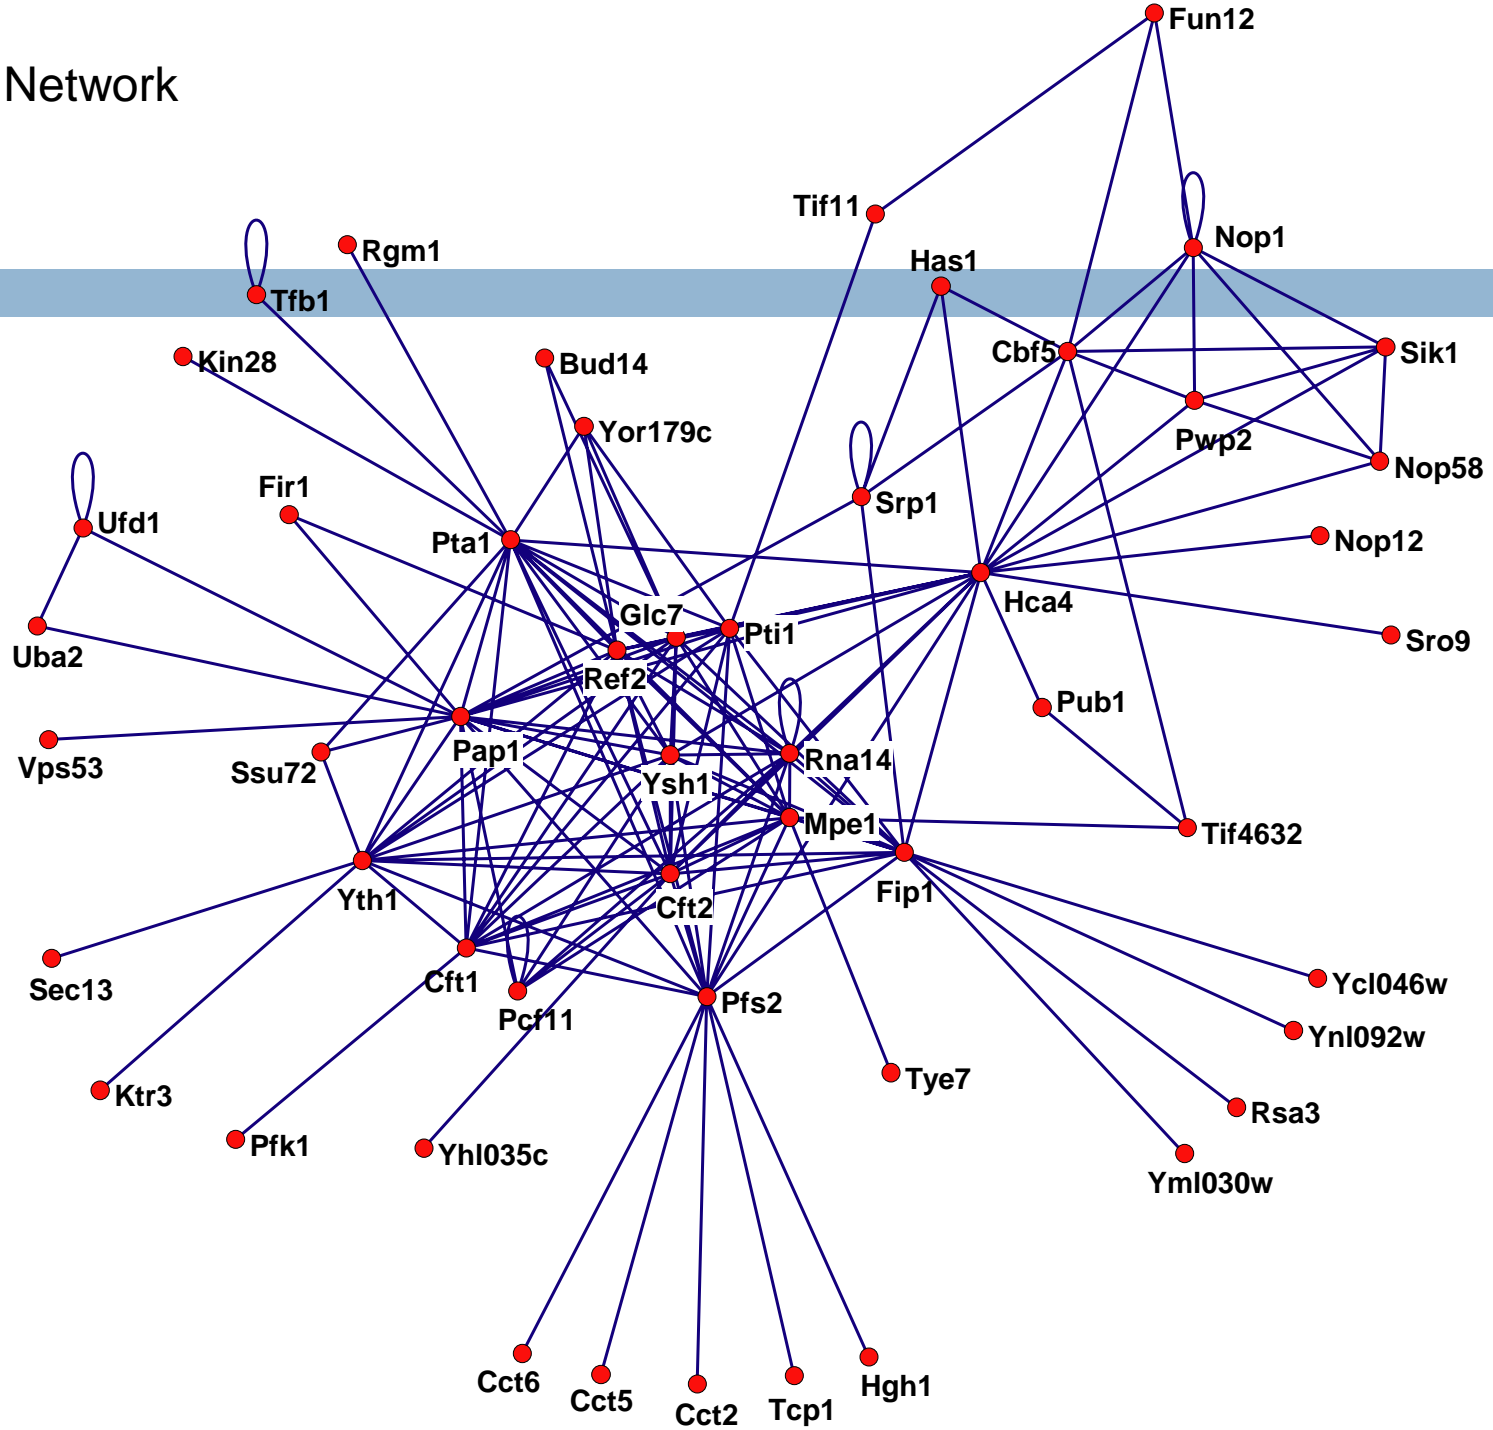 Fun12
Network
Tif11
Nop1
Rgm1
Has1
Tfb1
Cbf5
Sik1
Kin28
Bud14
Yor179c
Pwp2
Nop58
Fir1
Srp1
Ufd1
Pta1
Nop12
Hca4
Glc7
Pti1
Sro9
Uba2
Ref2
Pub1
Pap1
Rna14
Vps53
Ssu72
Ysh1
Mpe1
Tif4632
Yth1
Fip1
Cft2
Cft1
Ycl046w
Sec13
Pfs2
Pcf11
Ynl092w
Tye7
Ktr3
Rsa3
Pfk1
Yhl035c
Yml030w
Cct6
Hgh1
Cct5
Tcp1
Cct2